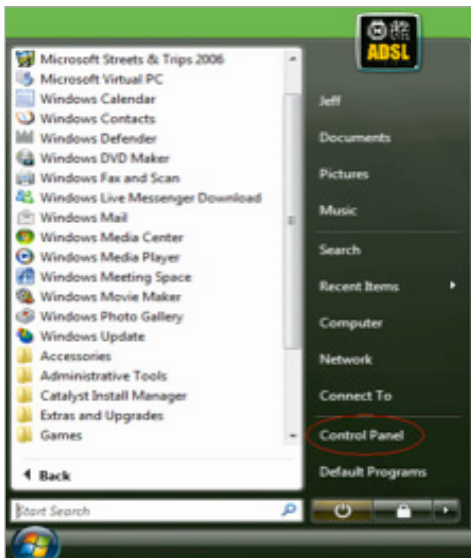 ADSL
Microsoft Streets & Trips 2006
Microsoft Virtual PC
Windows Calendar
Windows Contacts
Windows Defender
Windows DVD Maker
Windows Fax and Scan
Windows Live Messenger Download
Windows Mail
Windows Media Center
Windows Media Player
Windows Meeting Space
Windows Movie Maker
Windows Photo Gallery
Windows Update
Accessories
Administrative Tools
Catalyst Install Manager
Extras and Upgrades
Games
Back
Start Search
Jeff
Documents
Pictures
Music
Search
Recent Items
Computer
Network
Connect To
Control Panel
Default Programs